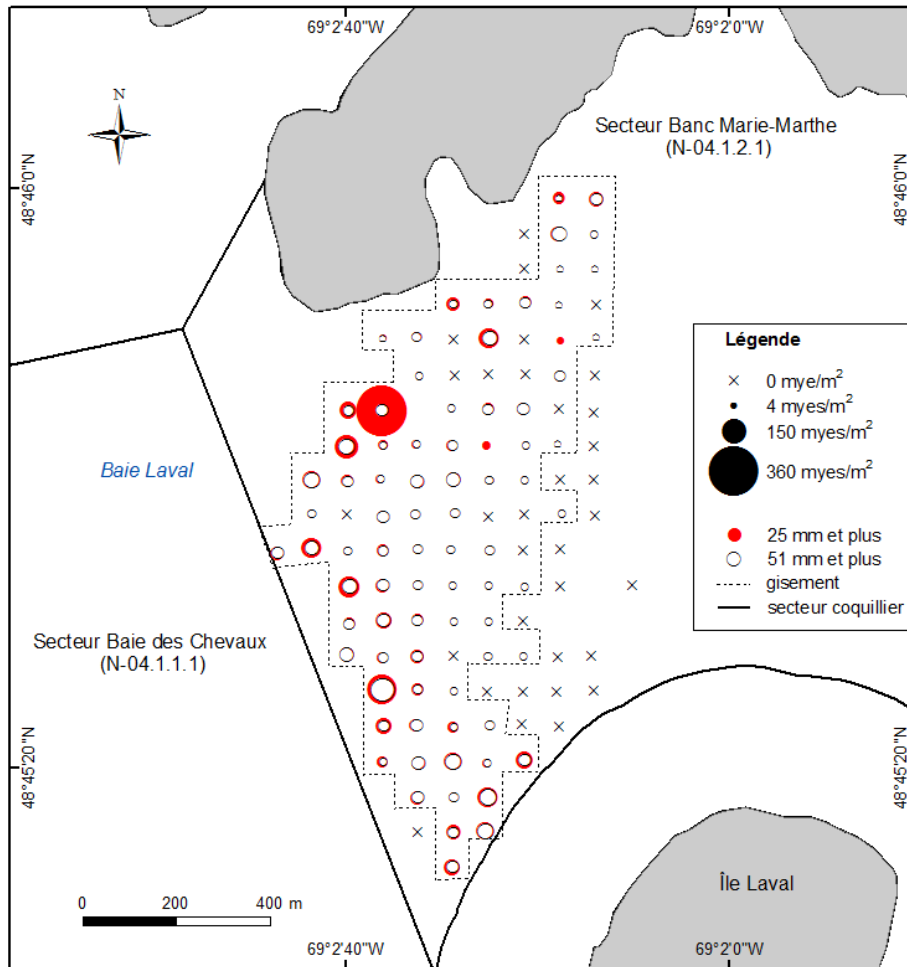 69°2'40"W
69°2'0"W
N
Secteur Banc Marie-Marthe
(N-04.1.2.1)
48°46'0"N
48°46'0"N
Légende
0 mye/m²
4 myes/m²
150 myes/m²
360 myes/m²
25 mm et plus
51 mm et plus
gisement
secteur coquillier
Baie Laval
Secteur Baie des Chevaux
(N-04.1.1.1)
48°45'20"N
48°45'20"N
Île Laval
0 200 400 m
69°2'40"W
69°2'0"W